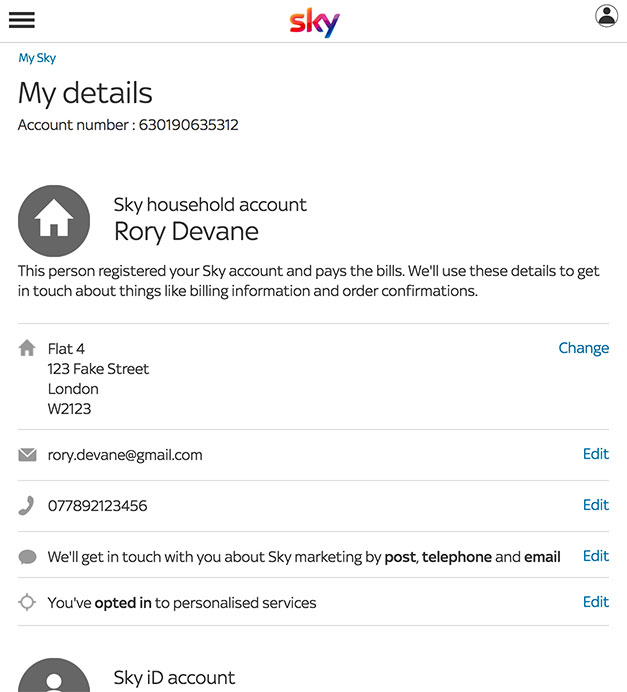 sky
My Sky
My details
Account number : 630190635312
Sky household account
Rory Devane
This person registered your Sky account and pays the bills. We'll use these details to get
in touch about things like billing information and order confirmations.
Flat 4
Change
123 Fake Street
London
W2123
rory.devane@gmail.com
Edit
077892123456
Edit
We'll get in touch with you about Sky marketing by post, telephone and email
Edit
You've opted in to personalised services
Edit
Sky iD account